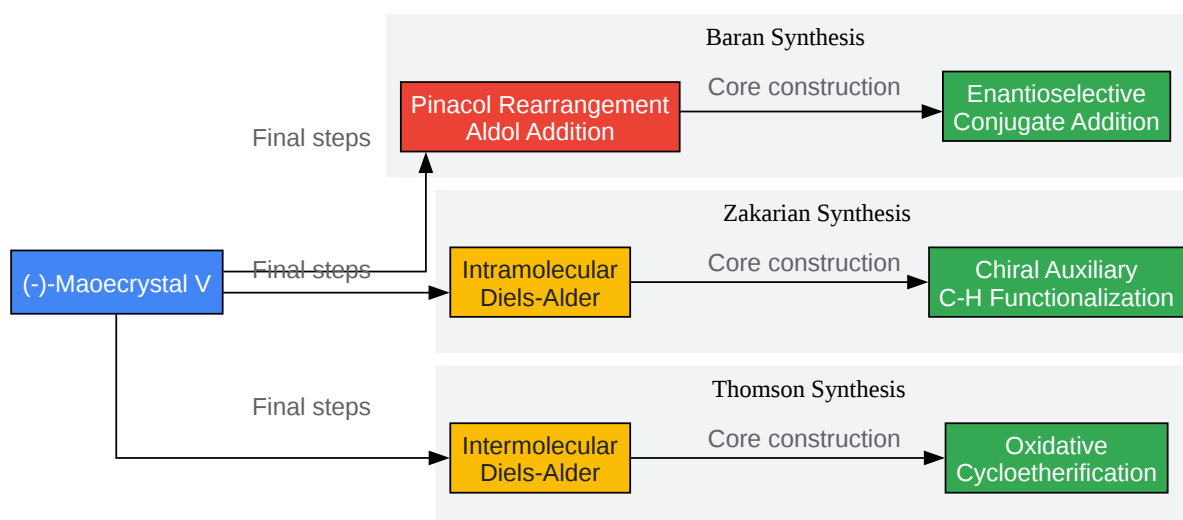 Baran Synthesis
Final steps
Pinacol Rearrangement
Aldol Addition
Core construction
Enantioselective
Conjugate Addition
Zakarian Synthesis
(-)-Maoecrystal V
Final steps
Intramolecular
Diels-Alder
Core construction
Chiral Auxiliary
C-H Functionalization
Thomson Synthesis
Final steps
Intermolecular
Diels-Alder
Core construction
Oxidative
Cycloetherification